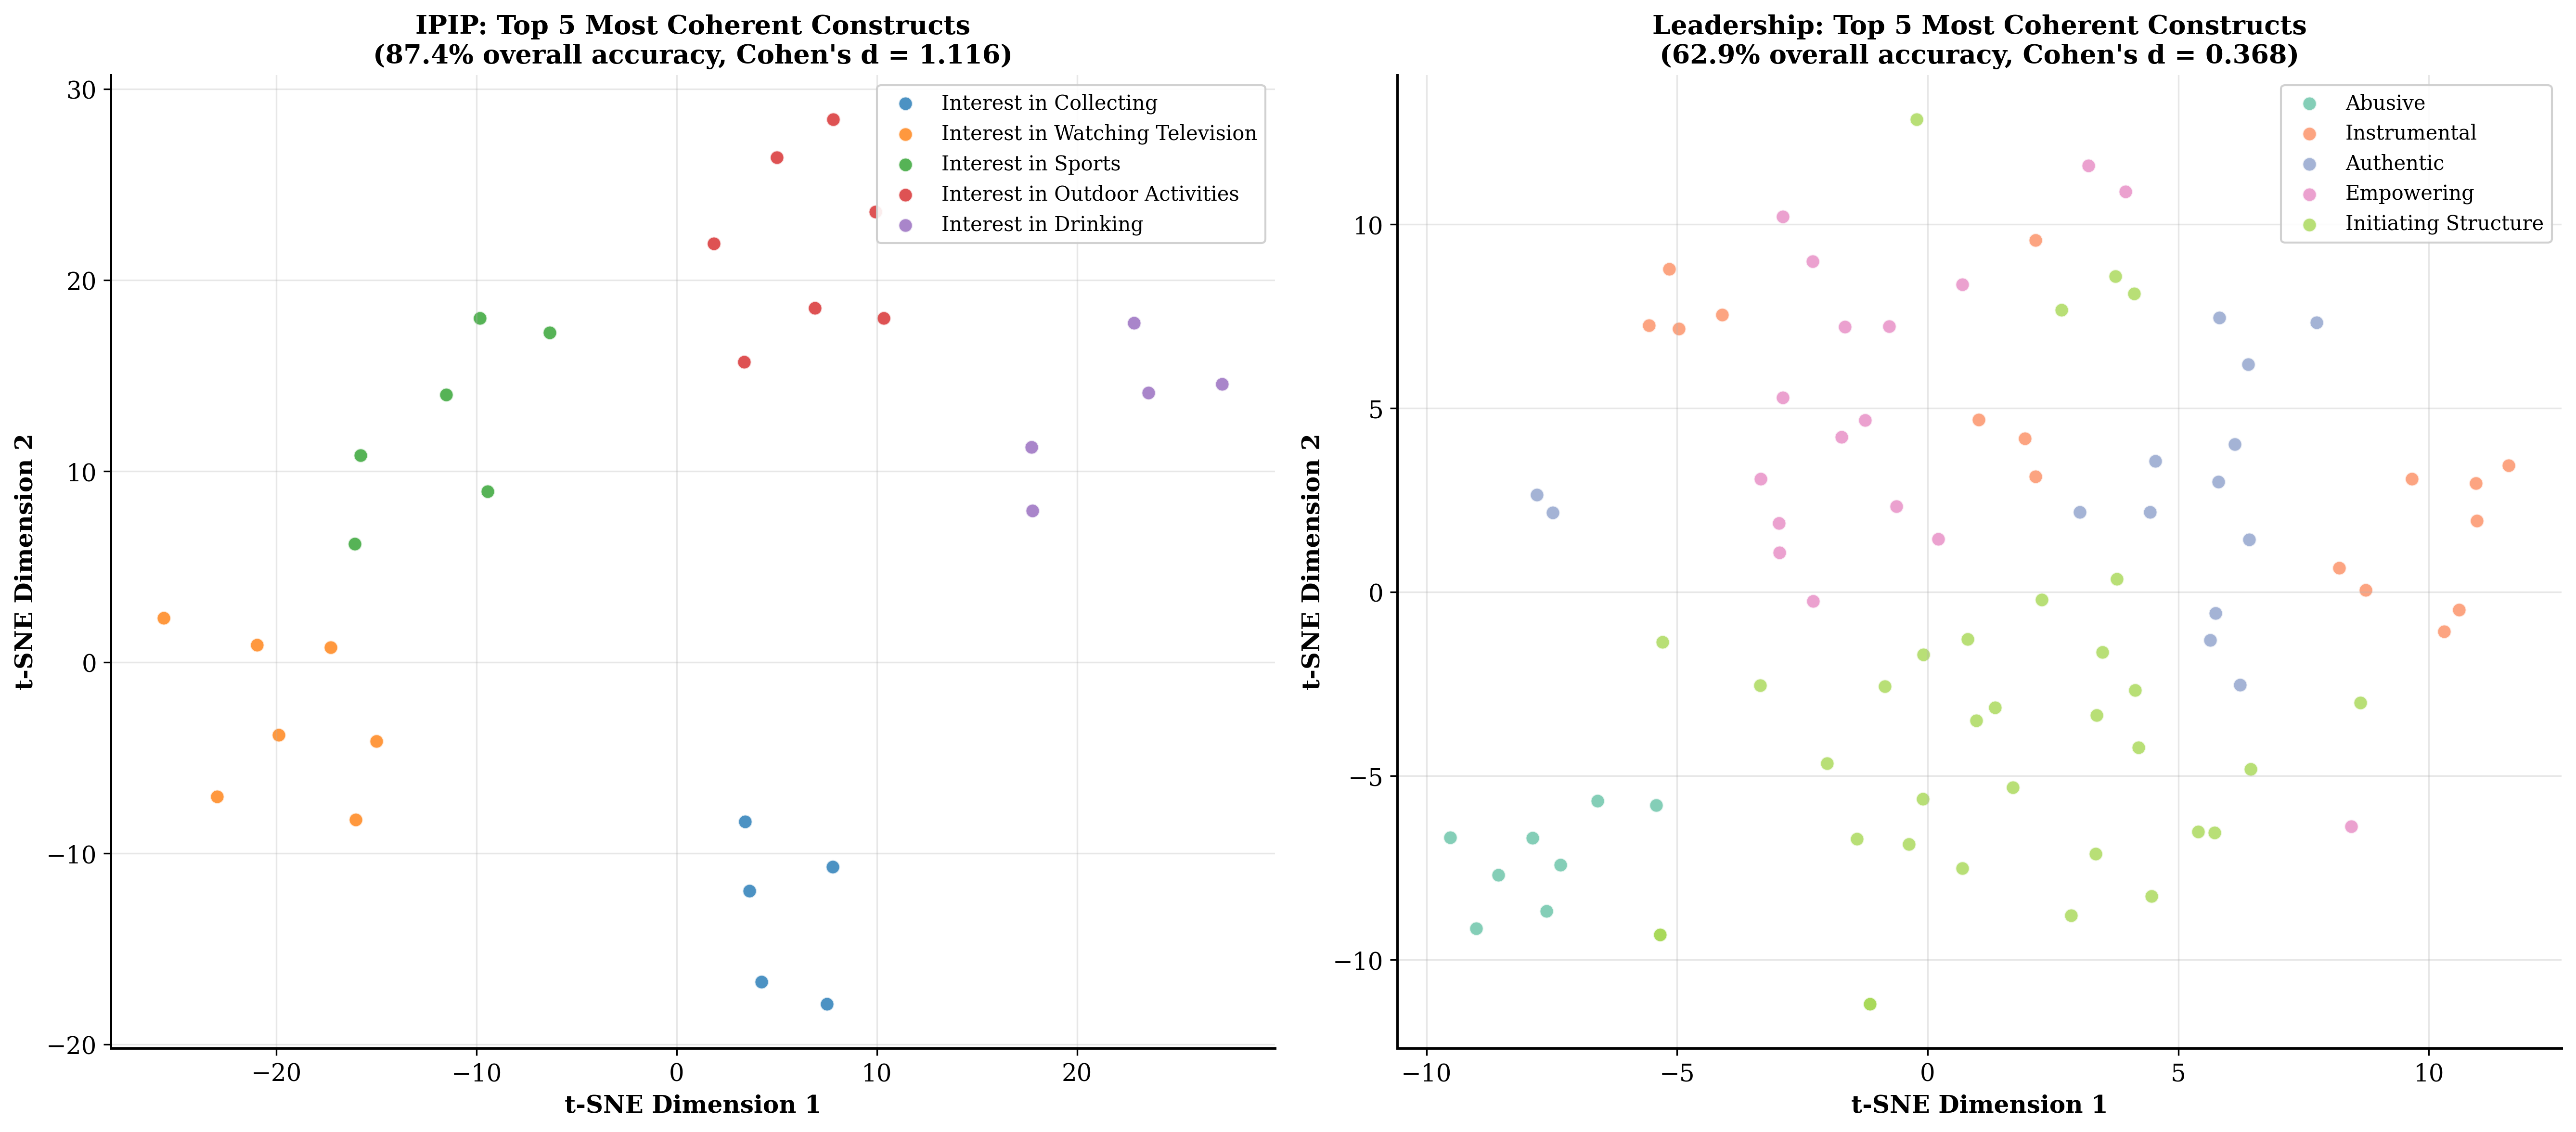 IPIP: Top 5 Most Coherent Constructs
(87.4% overall accuracy, Cohen's d = 1.116)
30
20
10
0
−10
−20
t-SNE Dimension 2
−20
−10
0
10
20
t-SNE Dimension 1
Interest in Collecting
Interest in Watching Television
Interest in Sports
Interest in Outdoor Activities
Interest in Drinking
Leadership: Top 5 Most Coherent Constructs
(62.9% overall accuracy, Cohen's d = 0.368)
10
5
0
−5
−10
t-SNE Dimension 2
−10
−5
0
5
10
t-SNE Dimension 1
Abusive
Instrumental
Authentic
Empowering
Initiating Structure